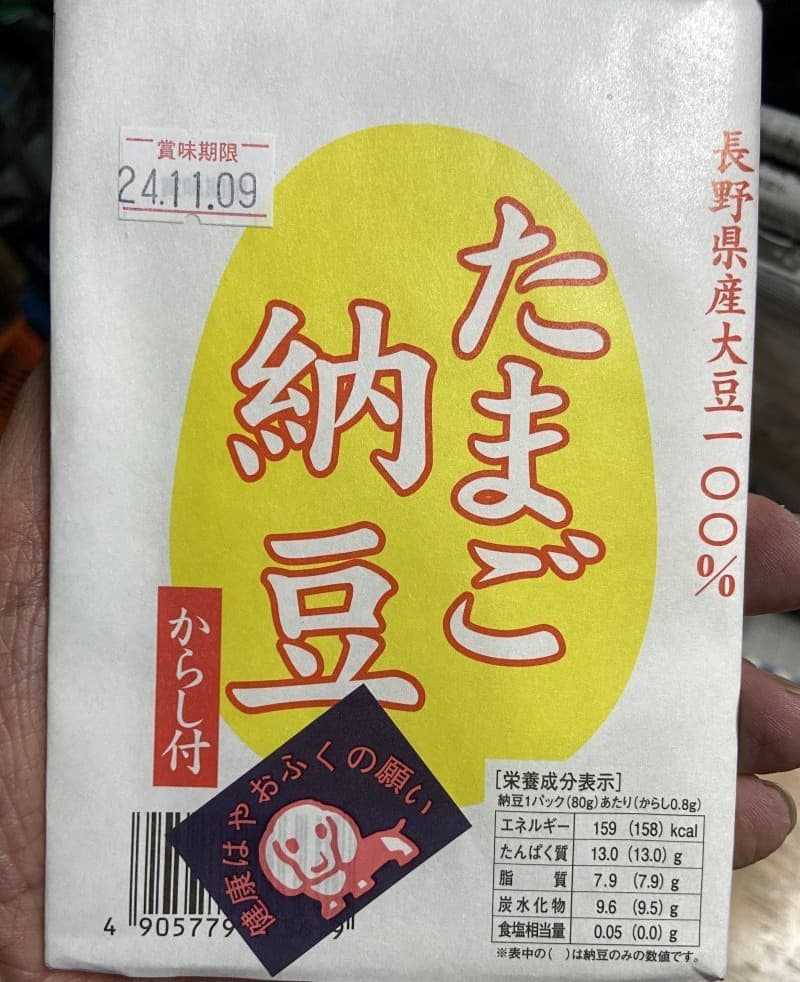 賞味期限
24.11.09
長野県産大豆一〇〇%
たまご
納豆
からし付
健康はやおふくの願い
[栄養成分表示]
納豆1パック(80g)あたり(からし0.8g)
エネルギー 159 (158) kcal
たんぱく質 13.0 (13.0) g
脂質 7.9 (7.9) g
炭水化物 9.6 (9.5) g
食塩相当量 0.05 (0.0) g
※表中の( )は納豆のみの数値です。
4 905779